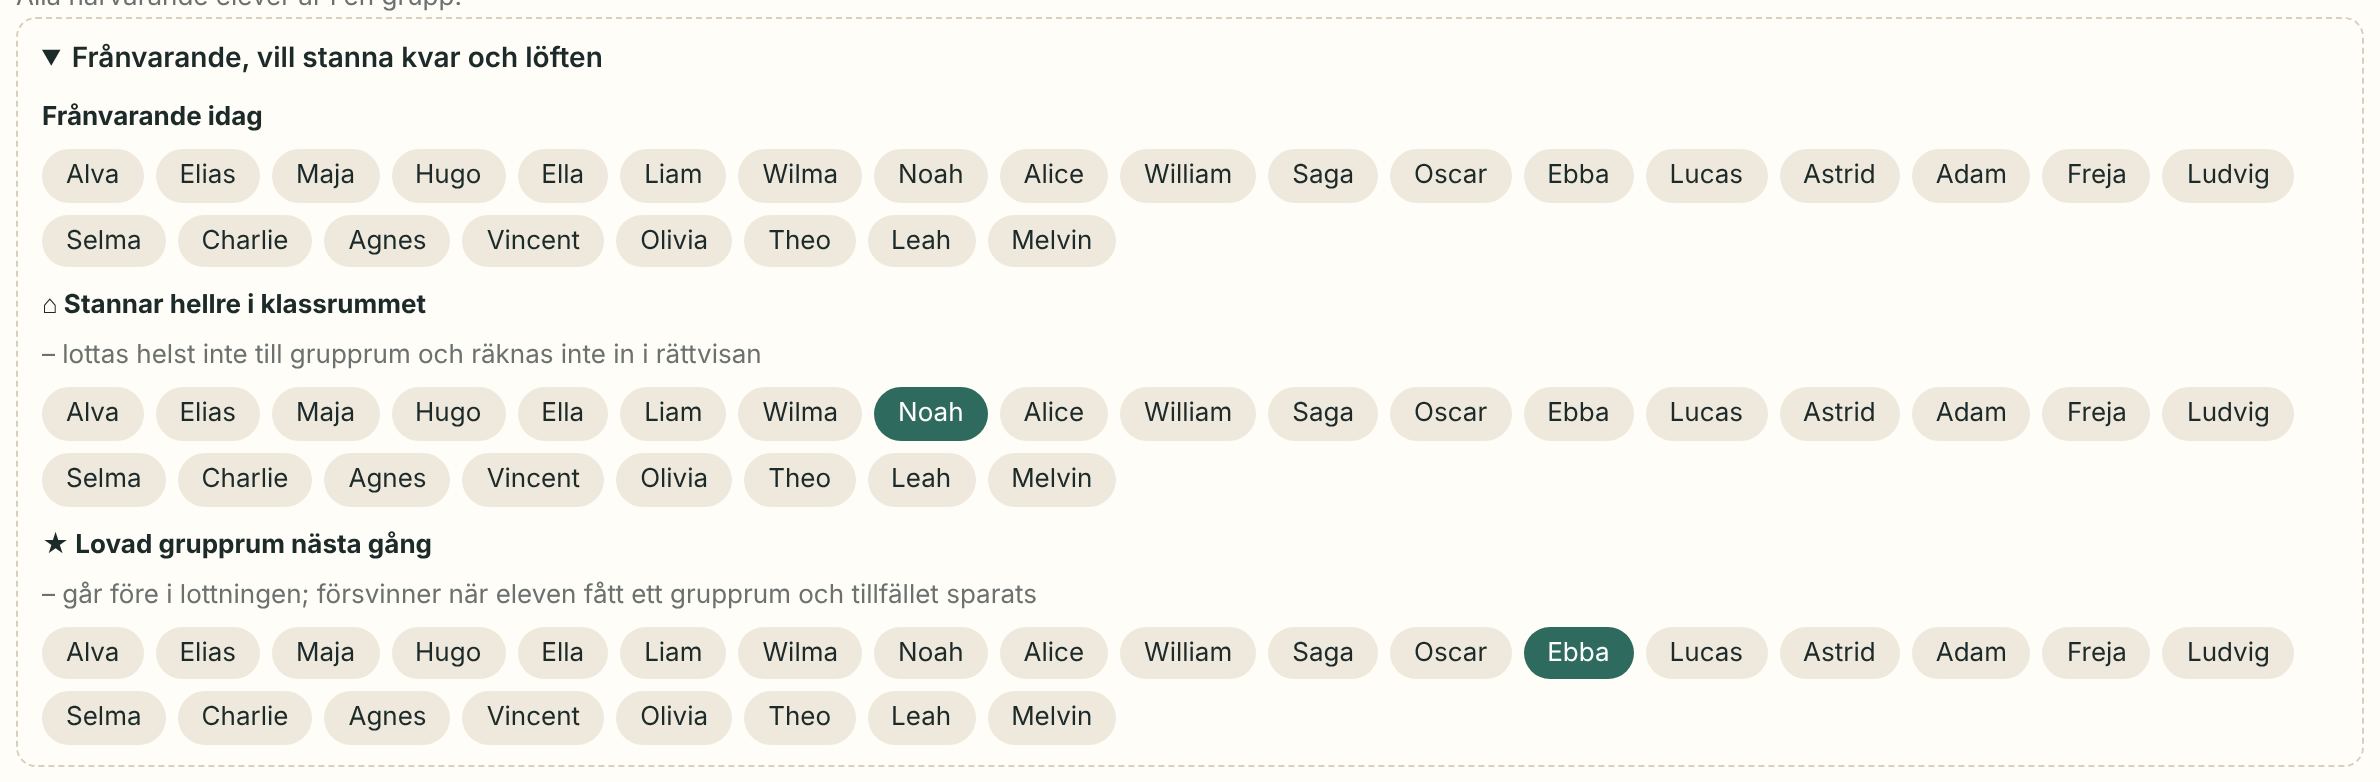 Alla närvarande elever är i en grupp.
▼ Frånvarande, vill stanna kvar och löften
Frånvarande idag
Alva Elias Maja Hugo Ella Liam Wilma Noah Alice William Saga Oscar Ebba Lucas Astrid Adam Freja Ludvig
Selma Charlie Agnes Vincent Olivia Theo Leah Melvin
⌂ Stannar hellre i klassrummet
– lottas helst inte till grupprum och räknas inte in i rättvisan
Alva Elias Maja Hugo Ella Liam Wilma Noah Alice William Saga Oscar Ebba Lucas Astrid Adam Freja Ludvig
Selma Charlie Agnes Vincent Olivia Theo Leah Melvin
★ Lovad grupprum nästa gång
– går före i lottningen; försvinner när eleven fått ett grupprum och tillfället sparats
Alva Elias Maja Hugo Ella Liam Wilma Noah Alice William Saga Oscar Ebba Lucas Astrid Adam Freja Ludvig
Selma Charlie Agnes Vincent Olivia Theo Leah Melvin